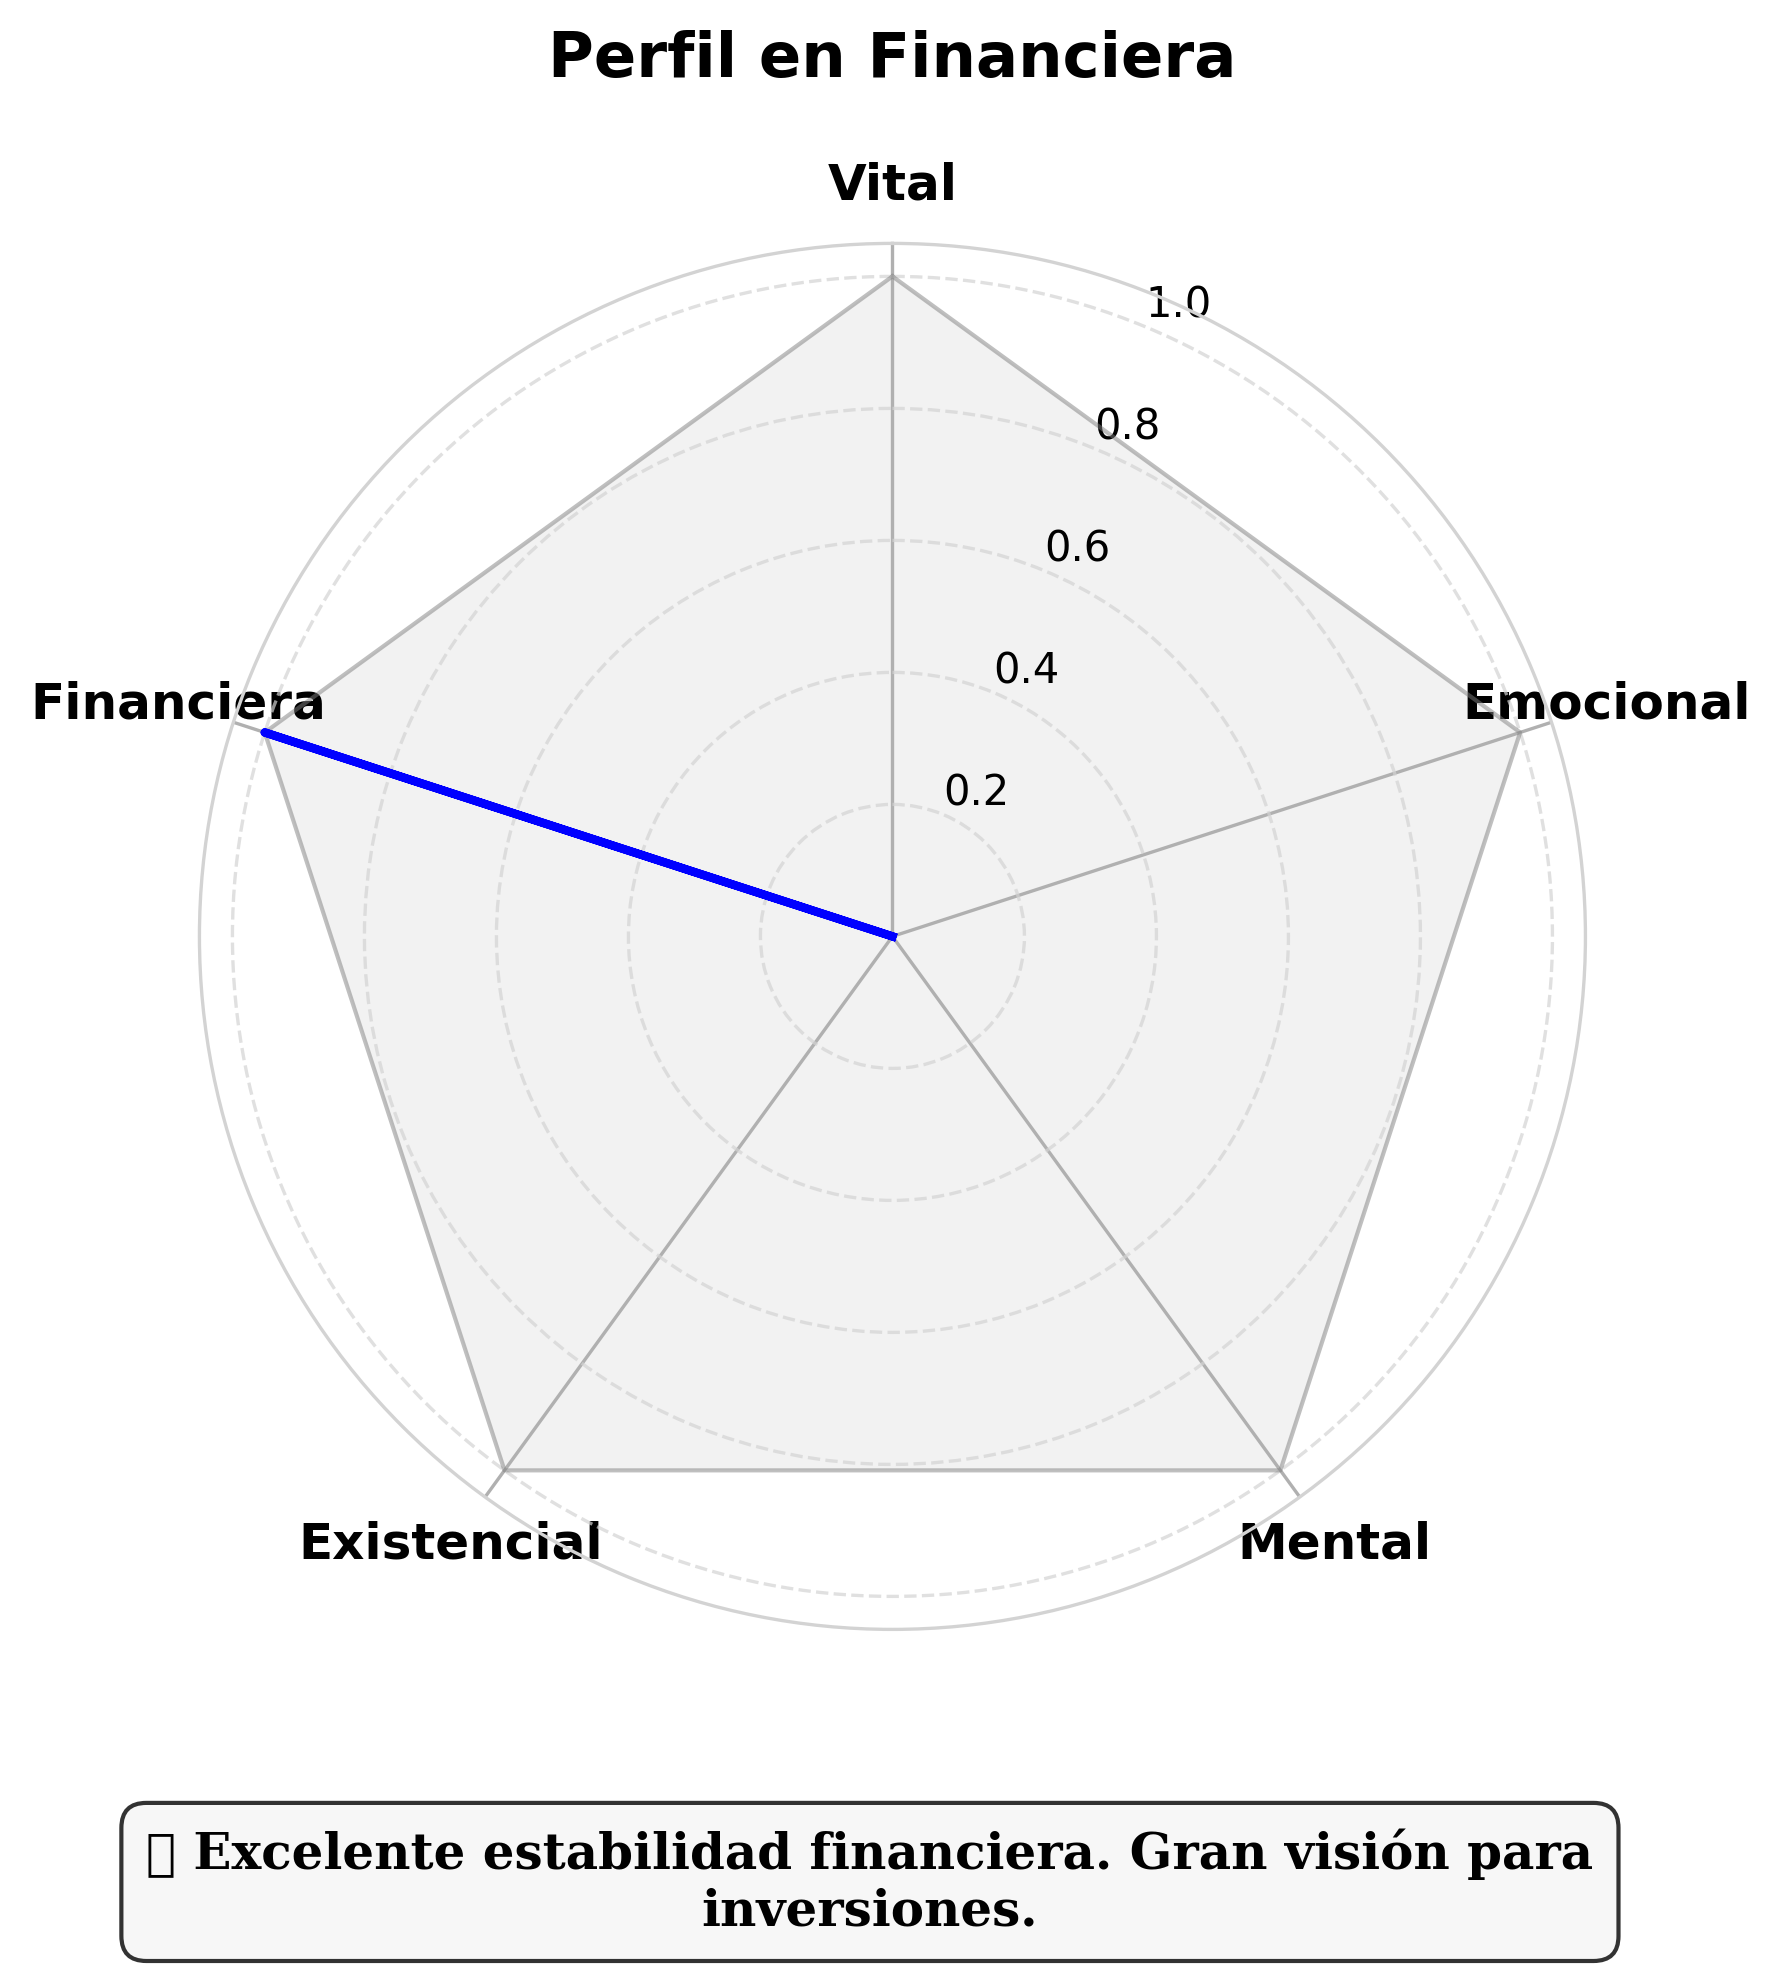 Perfil en Financiera
Vital
1.0
0.8
0.6
0.4
0.2
Financiera
Emocional
Existencial
Mental
Excelente estabilidad financiera. Gran visión para
inversiones.